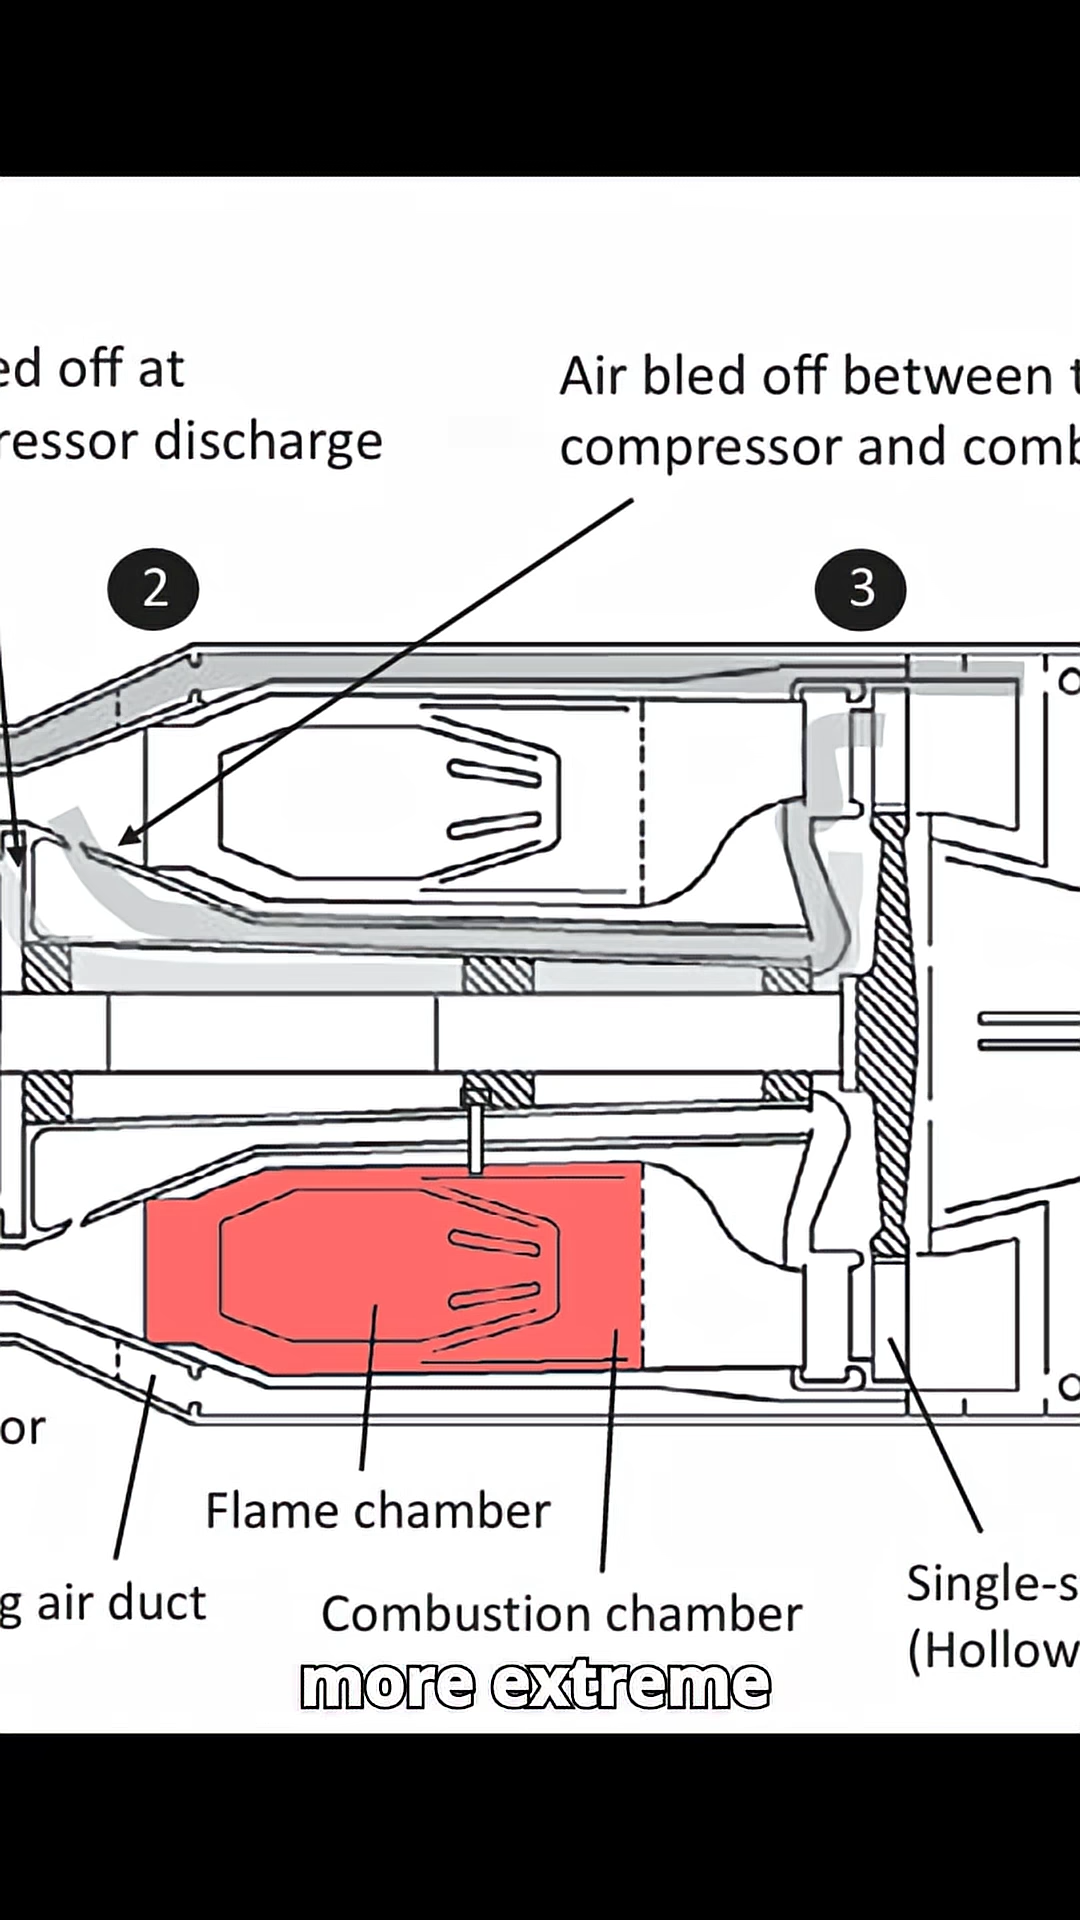 ed off at
ressor discharge
Air bled off between t
compressor and comb
2
3
or
Flame chamber
g air duct
Combustion chamber
Single-s
(Hollow
more extreme